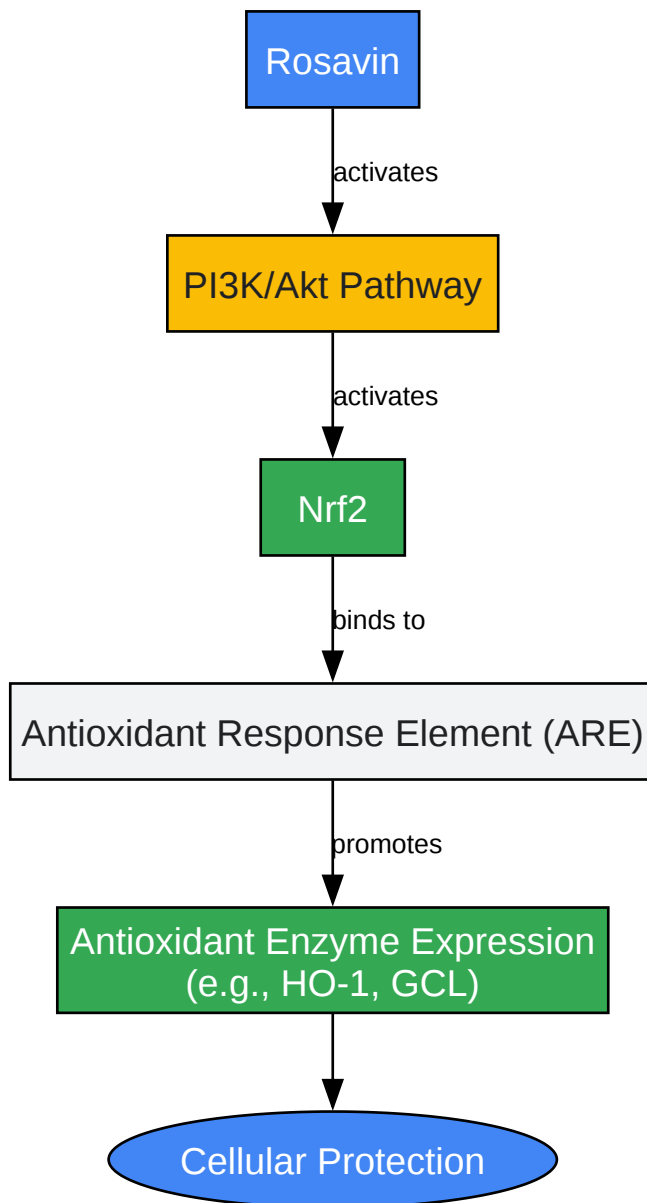 Rosavin
activates
PI3K/Akt Pathway
activates
Nrf2
binds to
Antioxidant Response Element (ARE)
promotes
Antioxidant Enzyme Expression
(e.g., HO-1, GCL)
Cellular Protection